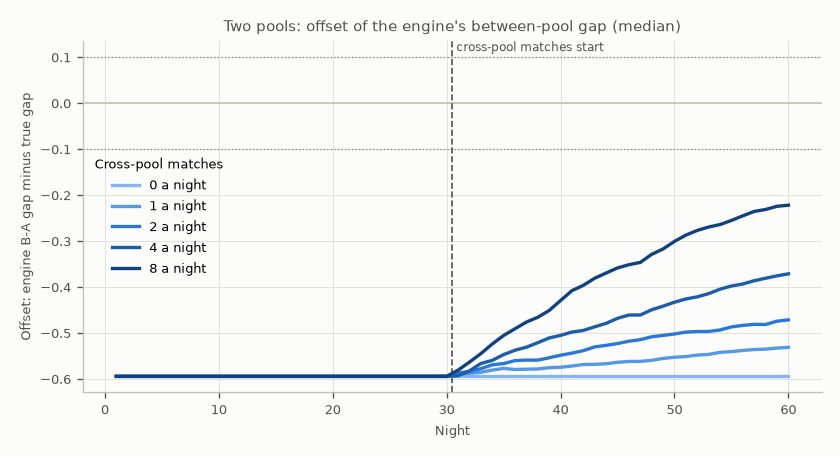 Two pools: offset of the engine's between-pool gap (median)
cross-pool matches start
Offset: engine B-A gap minus true gap
0.1
0.0
−0.1
−0.2
−0.3
−0.4
−0.5
−0.6
Cross-pool matches
0 a night
1 a night
2 a night
4 a night
8 a night
0
10
20
30
40
50
60
Night